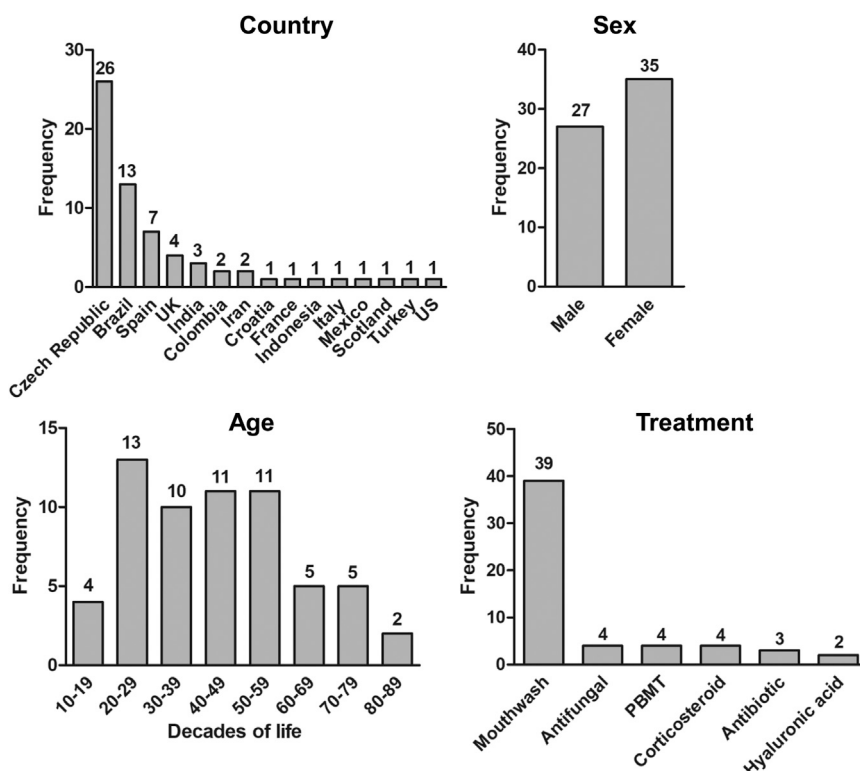 Country
Frequency
30
20
10
0
26
13
7
4
3
2
2
1
1
1
1
1
1
1
1
Czech Republic
Brazil
Spain
UK
India
Colombia
Iran
Croatia
France
Indonesia
Italy
Mexico
Scotland
Turkey
US
Sex
Frequency
40
30
20
10
0
27
35
Male
Female
Age
Frequency
15
10
5
0
4
13
10
11
11
5
5
2
10-19
20-29
30-39
40-49
50-59
60-69
70-79
80-89
Decades of life
Treatment
Frequency
50
40
30
20
10
0
39
4
4
4
3
2
Mouthwash
Antifungal
PBMT
Corticosteroid
Antibiotic
Hyaluronic acid